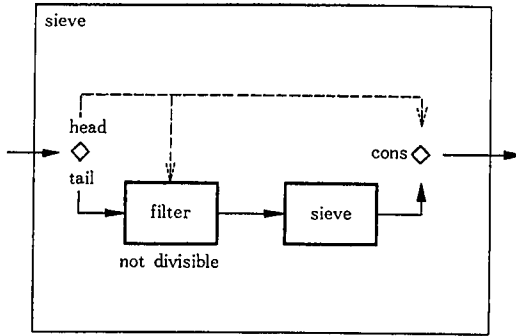 sieve
head
tail
cons
filter
sieve
not divisible